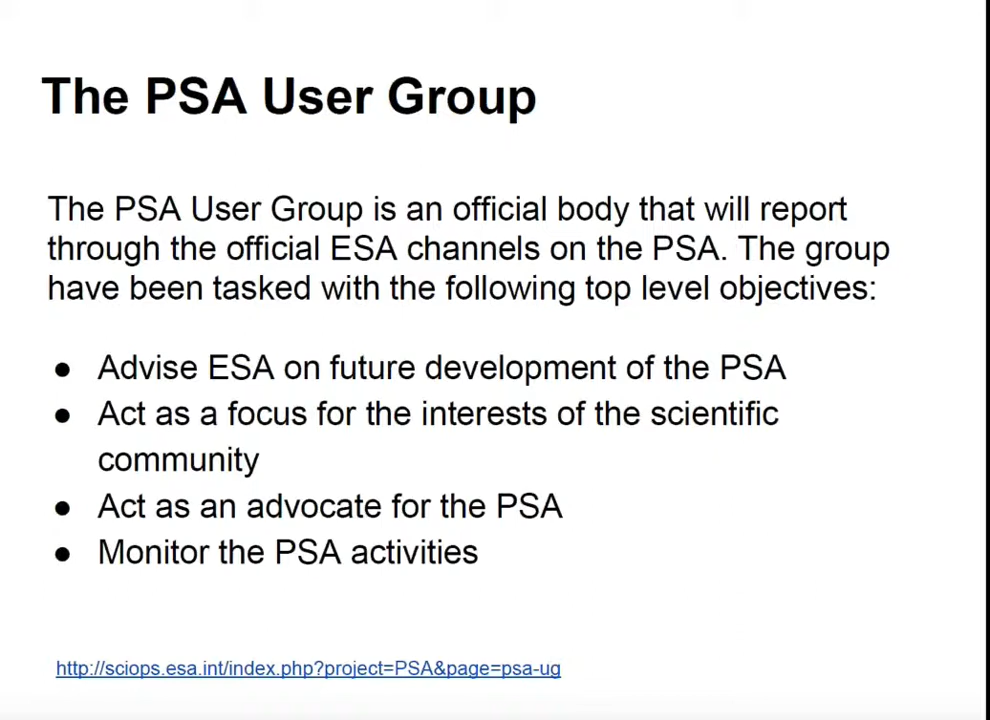 The PSA User Group
The PSA User Group is an official body that will report
through the official ESA channels on the PSA. The group
have been tasked with the following top level objectives:
● Advise ESA on future development of the PSA
● Act as a focus for the interests of the scientific
community
● Act as an advocate for the PSA
● Monitor the PSA activities
http://sciops.esa.int/index.php?project=PSA&page=psa-ug